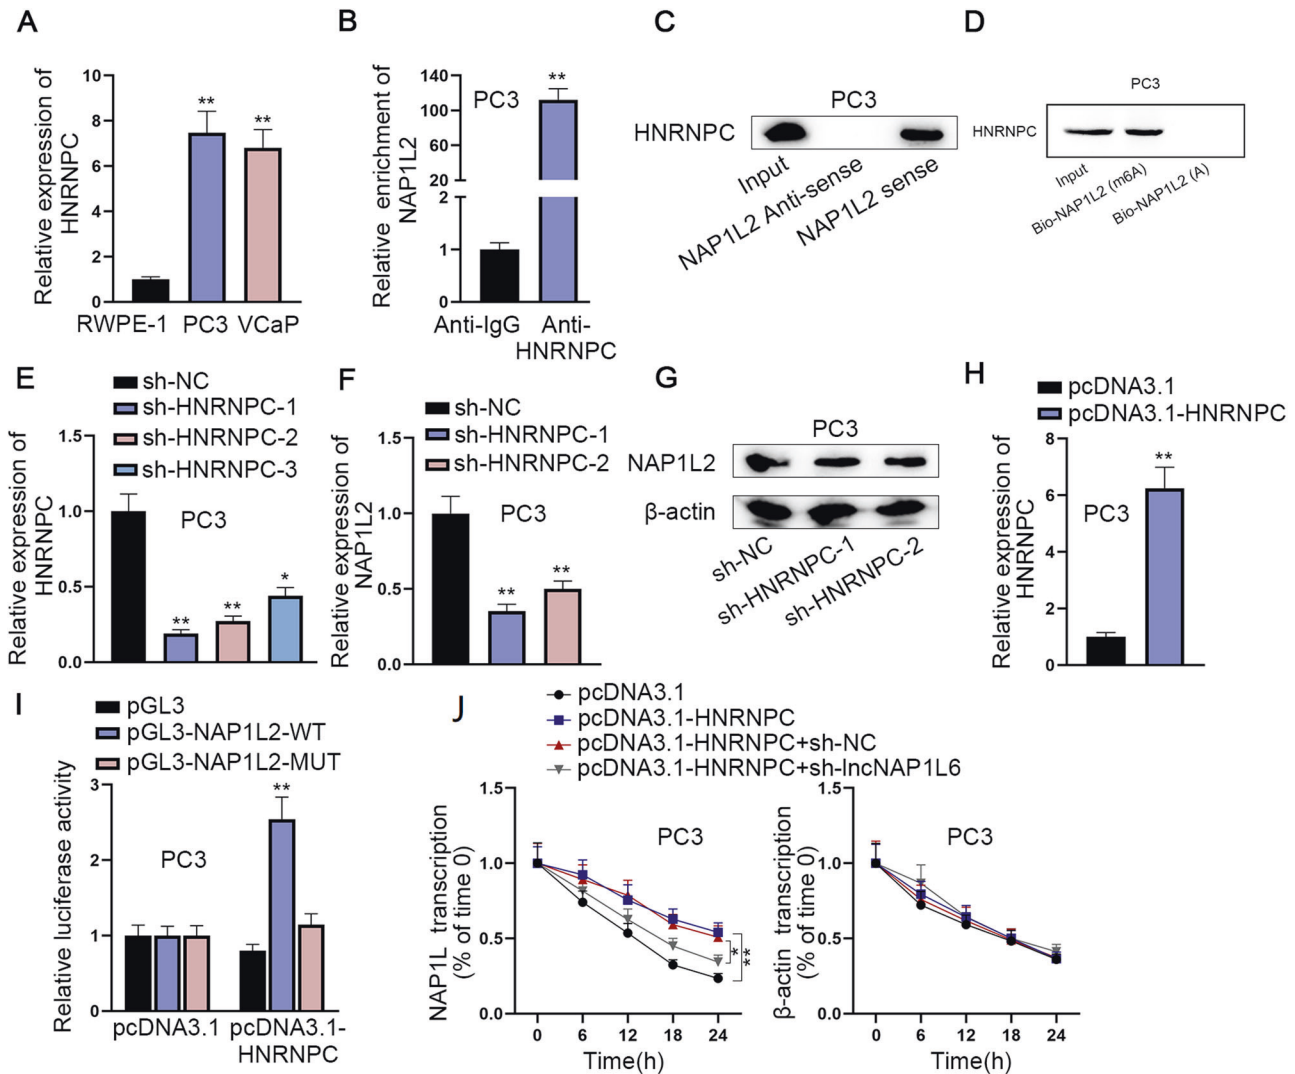 A
Relative expression of
HNRNPC
10
8
6
4
2
0
**
**
RWPE-1 PC3 VCaP
B
Relative enrichment of
NAP1L2
140
100
60
20
2
1
0
PC3
**
Anti-IgG Anti-
HNRNPC
C
PC3
HNRNPC
Input
NAP1L2 Anti-sense
NAP1L2 sense
D
PC3
HNRNPC
Input
Bio-NAP1L2 (m6A)
Bio-NAP1L2 (A)
E
sh-NC
sh-HNRNPC-1
sh-HNRNPC-2
sh-HNRNPC-3
Relative expression of
HNRNPC
1.5
1.0
0.5
0.0
PC3
**
**
*
F
sh-NC
sh-HNRNPC-1
sh-HNRNPC-2
Relative expression of
NAP1L2
1.5
1.0
0.5
0.0
PC3
**
**
G
PC3
NAP1L2
β-actin
sh-NC
sh-HNRNPC-1
sh-HNRNPC-2
H
pcDNA3.1
pcDNA3.1-HNRNPC
Relative expression of
HNRNPC
8
6
4
2
0
PC3
**
I
pGL3
pGL3-NAP1L2-WT
pGL3-NAP1L2-MUT
Relative luciferase activity
3
2
1
0
PC3
**
pcDNA3.1 pcDNA3.1-
HNRNPC
J
pcDNA3.1
pcDNA3.1-HNRNPC
pcDNA3.1-HNRNPC+sh-NC
pcDNA3.1-HNRNPC+sh-lncNAP1L6
NAP1L transcription
(% of time 0)
1.5
1.0
0.5
0.0
PC3
*
**
0 6 12 18 24
Time(h)
β-actin transcription
(% of time 0)
1.5
1.0
0.5
0.0
PC3
0 6 12 18 24
Time(h)